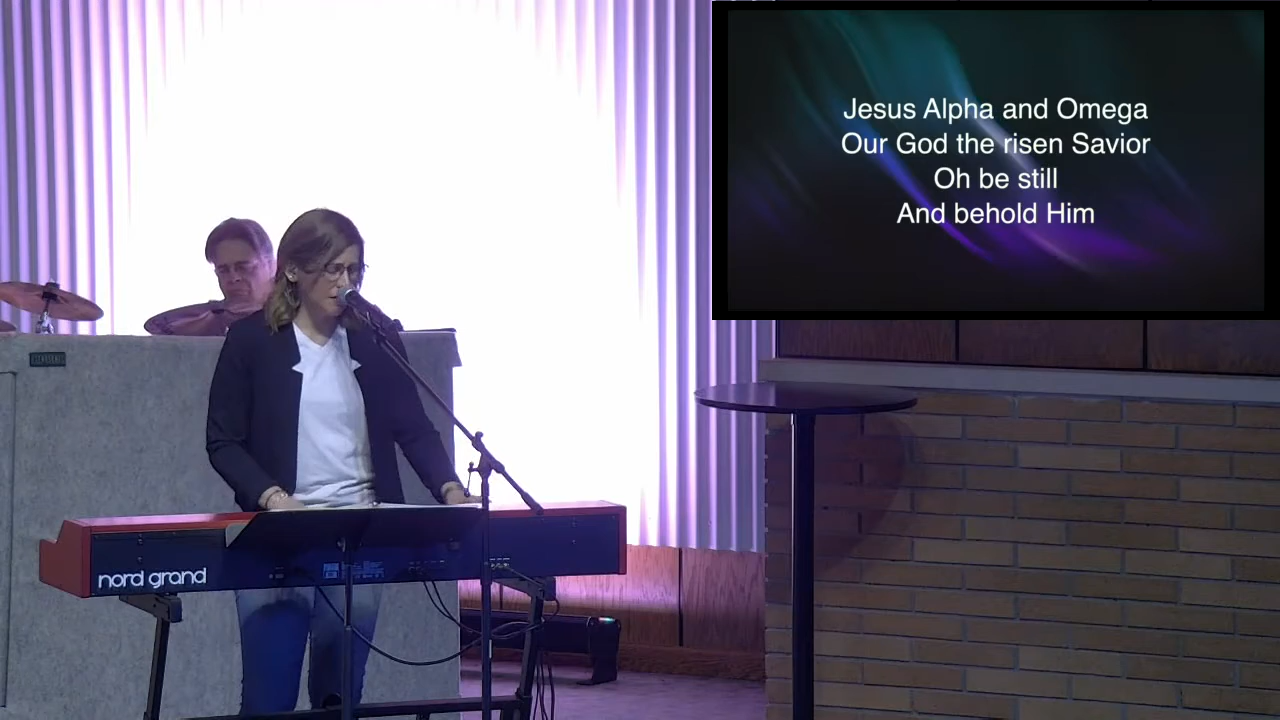 Jesus Alpha and Omega
Our God the risen Savior
Oh be still
And behold Him
nord grand